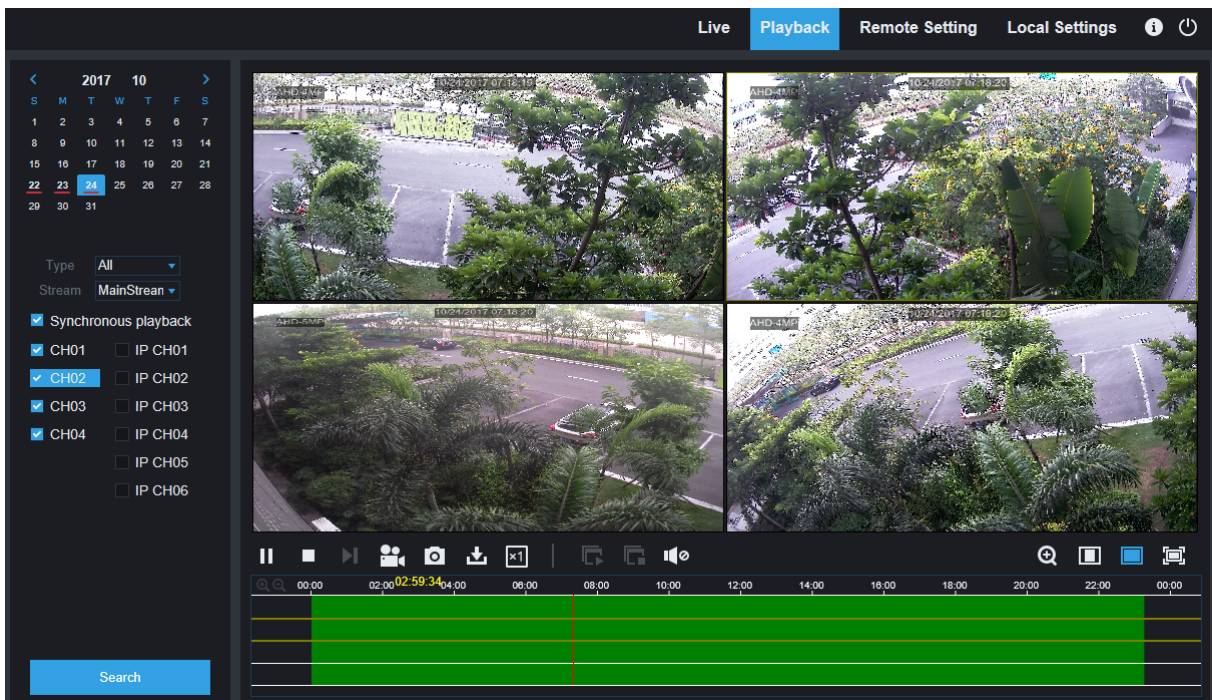 Live Playback Remote Setting Local Settings
2017 10
S M T W T F S
1 2 3 4 5 6 7
8 9 10 11 12 13 14
15 16 17 18 19 20 21
22 23 24 25 26 27 28
29 30 31
Type All
Stream MainStrean
Synchronous playback
CH01 IP CH01
CH02 IP CH02
CH03 IP CH03
CH04 IP CH04
IP CH05
IP CH06
Search
AHD-4MP 10/24/2017 07:18:19
AHD-4MP 10/24/2017 07:18:20
AHD-5MP 10/24/2017 07:18:20
AHD-4MP 10/24/2017 07:18:20
×1
00:00 02:00 02:59:34 04:00 06:00 08:00 10:00 12:00 14:00 16:00 18:00 20:00 22:00 00:00